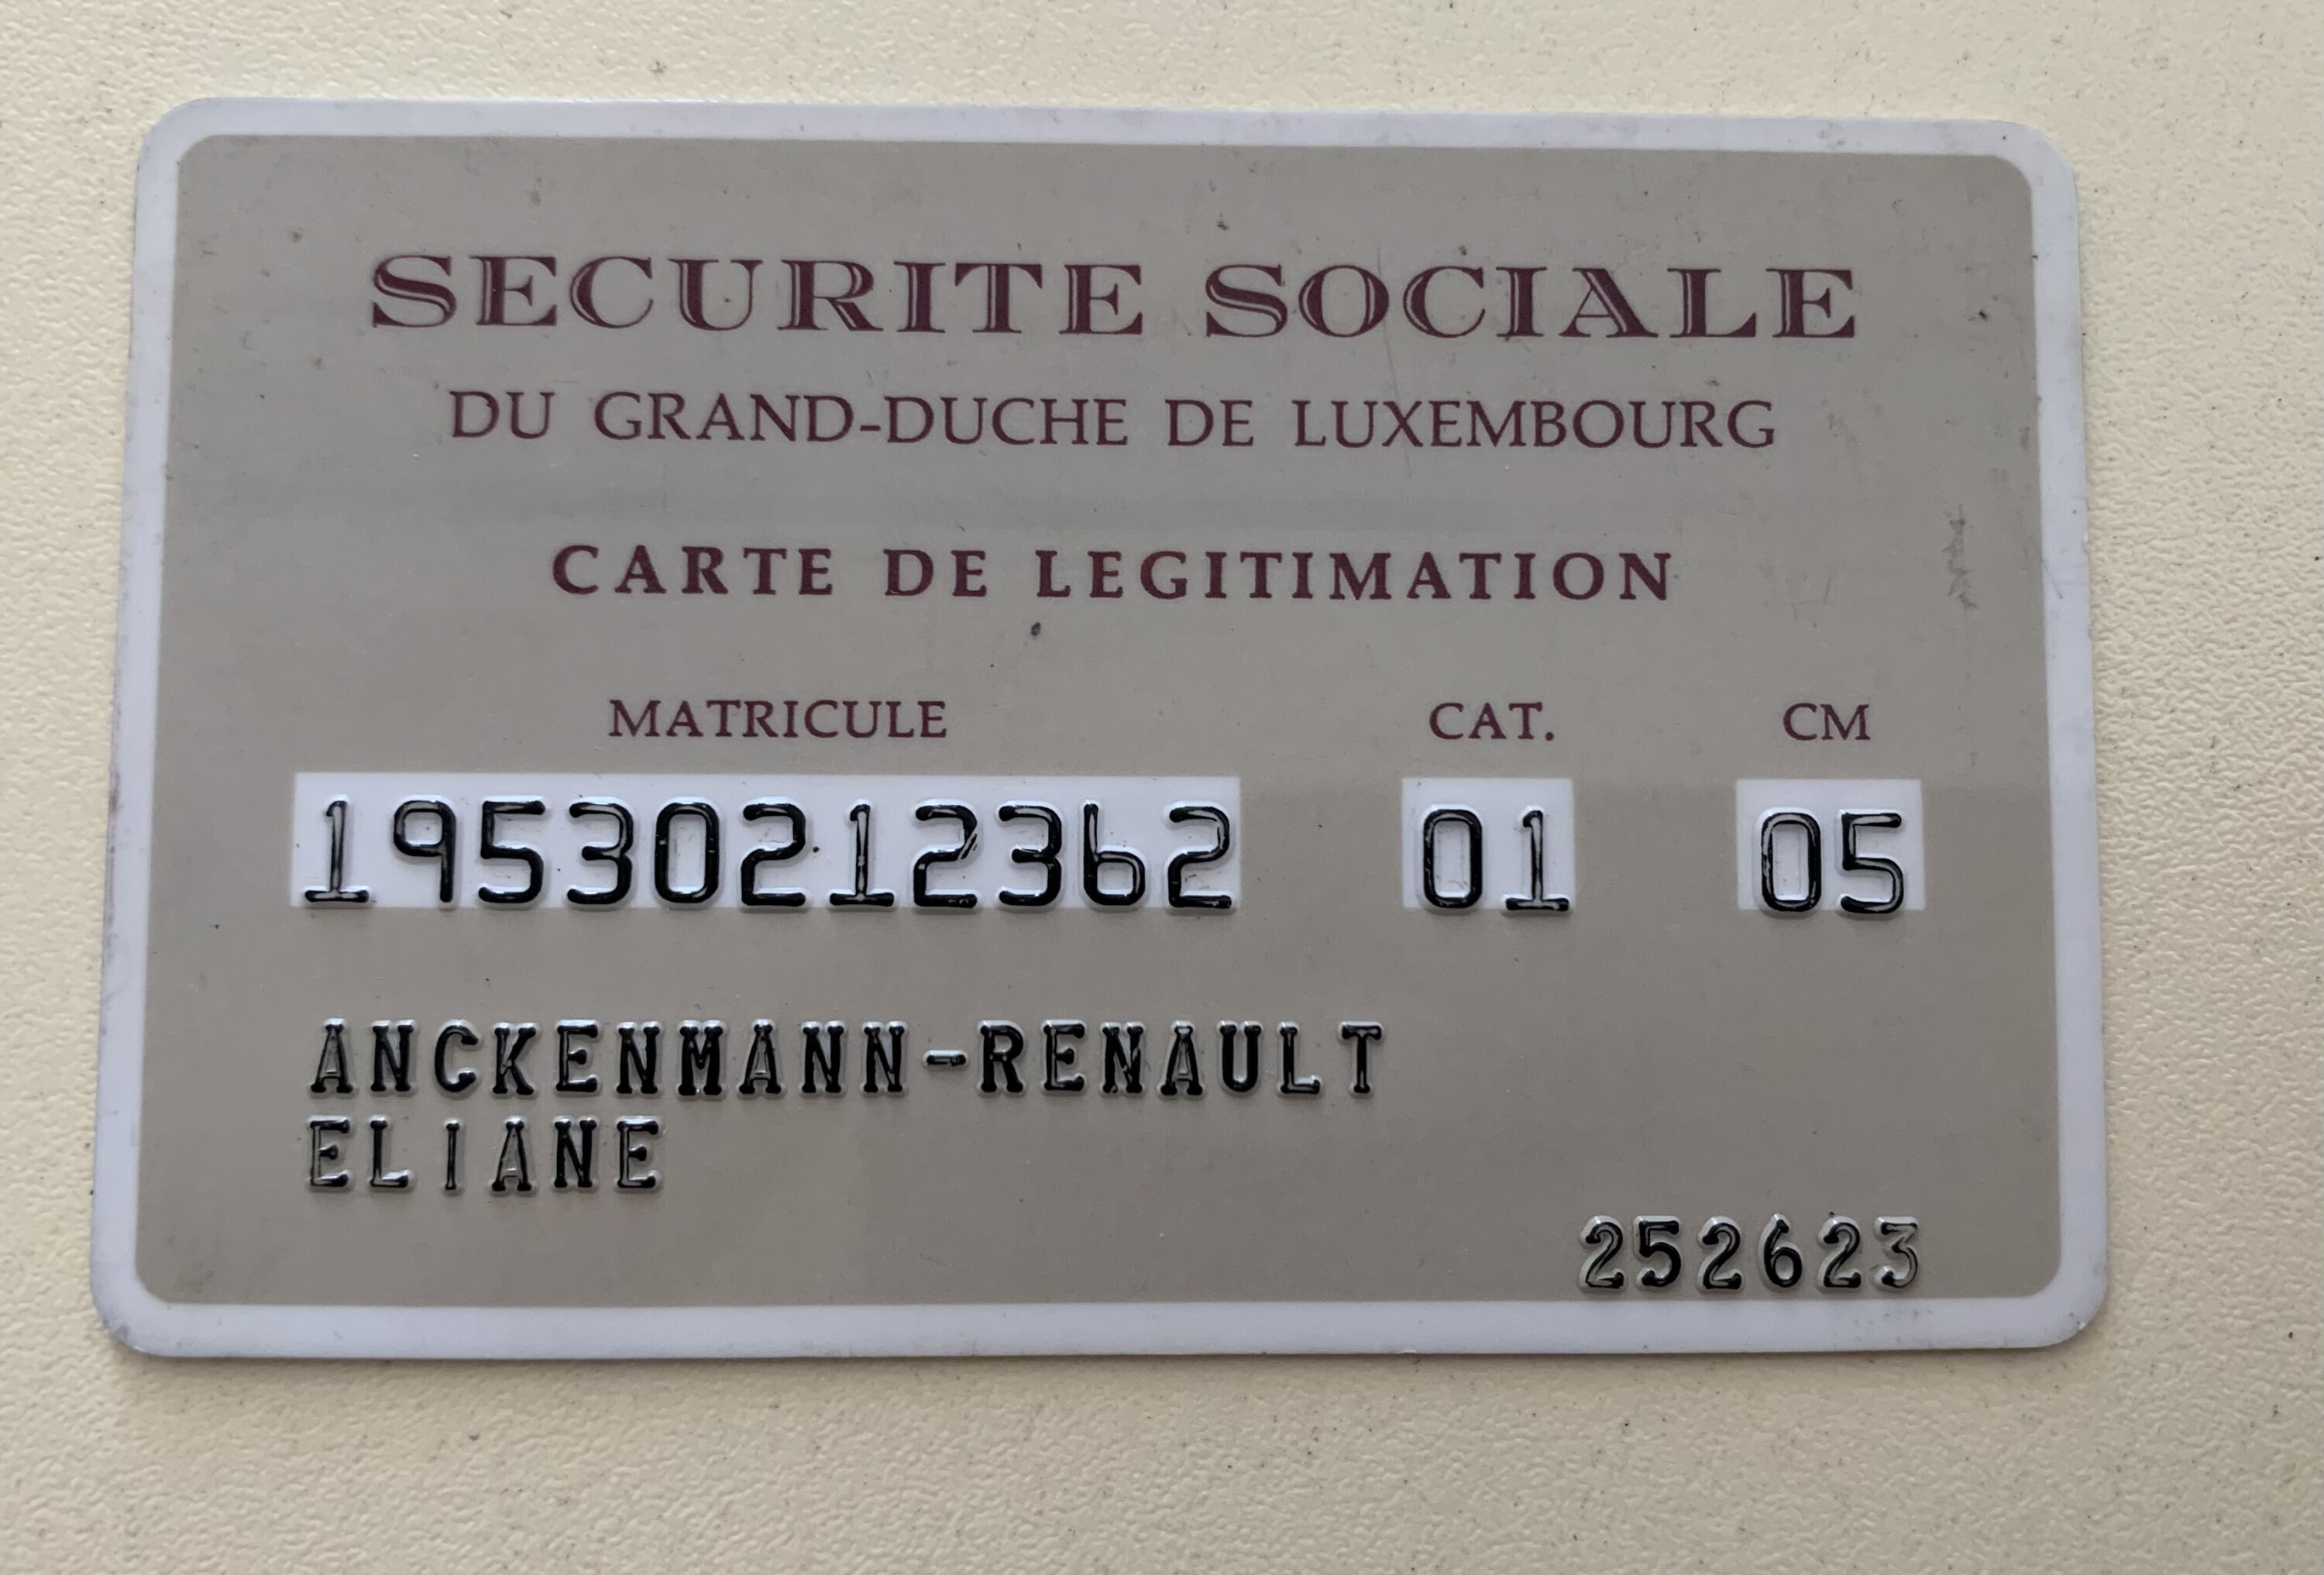 SECURITE SOCIALE
DU GRAND-DUCHE DE LUXEMBOURG
CARTE DE LEGITIMATION
MATRICULE CAT. CM
19530212362 01 05
ANCKENMANN-RENAULT
ELIANE
252623